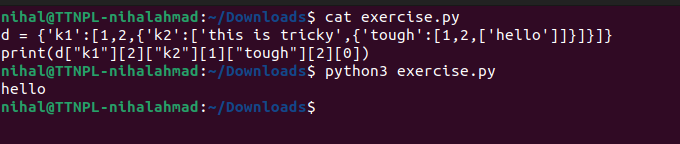 nihal@TTNPL-nihalahmad:~/Downloads$ cat exercise.py
d = {'k1':[1,2,{'k2':['this is tricky',{'tough':[1,2,['hello']]}]}]}
print(d["k1"][2]["k2"][1]["tough"][2][0])
nihal@TTNPL-nihalahmad:~/Downloads$ python3 exercise.py
hello
nihal@TTNPL-nihalahmad:~/Downloads$